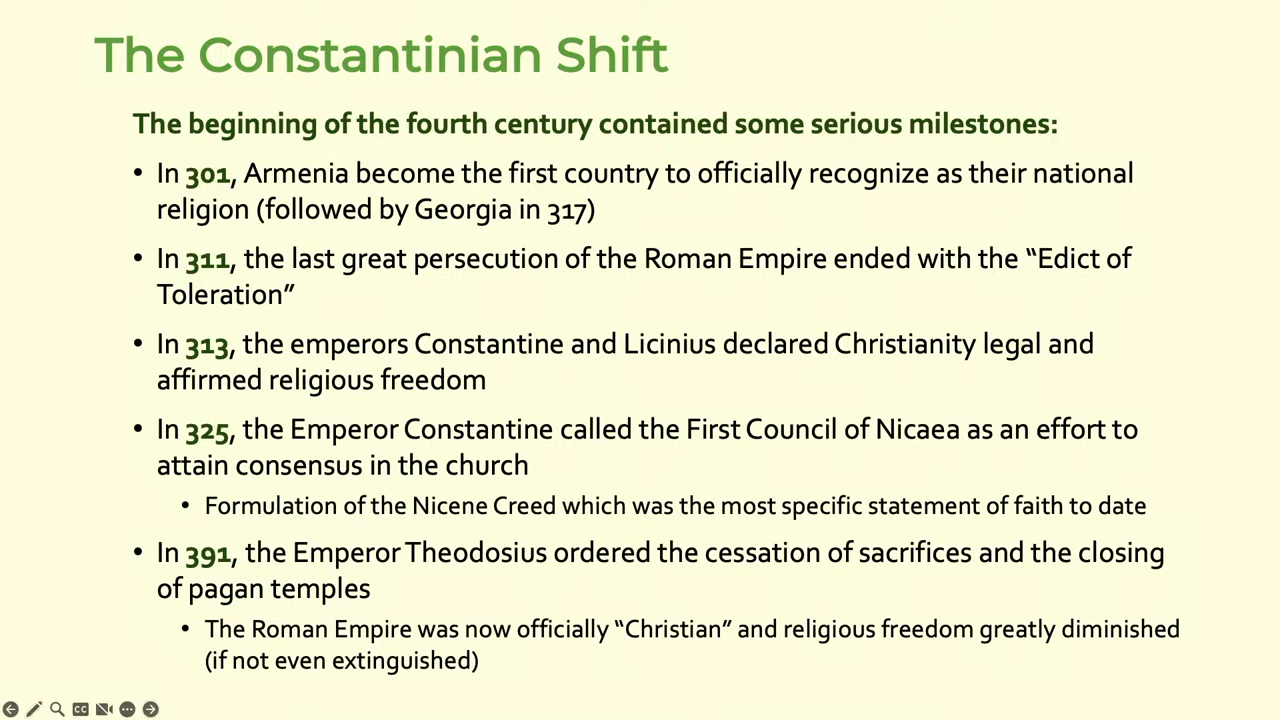 The Constantinian Shift
The beginning of the fourth century contained some serious milestones:
• In 301, Armenia become the first country to officially recognize as their national
religion (followed by Georgia in 317)
• In 311, the last great persecution of the Roman Empire ended with the “Edict of
Toleration”
• In 313, the emperors Constantine and Licinius declared Christianity legal and
affirmed religious freedom
• In 325, the Emperor Constantine called the First Council of Nicaea as an effort to
attain consensus in the church
• Formulation of the Nicene Creed which was the most specific statement of faith to date
• In 391, the Emperor Theodosius ordered the cessation of sacrifices and the closing
of pagan temples
• The Roman Empire was now officially “Christian” and religious freedom greatly diminished
(if not even extinguished)
CC